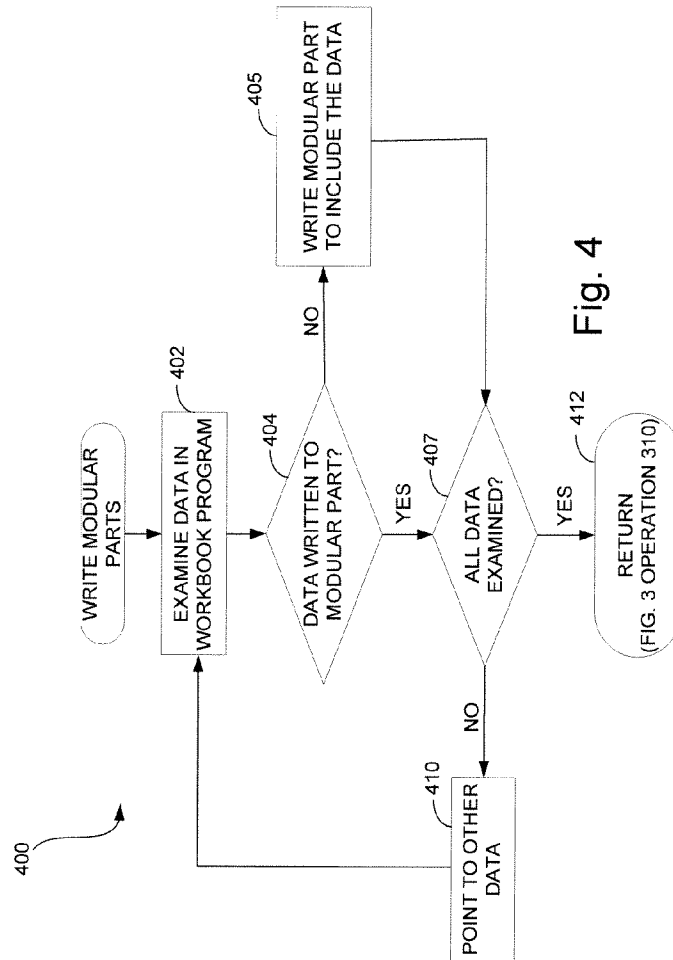 400
WRITE MODULAR
PARTS
402
EXAMINE DATA IN
WORKBOOK PROGRAM
404
DATA WRITTEN TO
MODULAR PART?
NO
405
WRITE MODULAR PART
TO INCLUDE THE DATA
YES
407
ALL DATA
EXAMINED?
NO
410
POINT TO OTHER
DATA
YES
412
RETURN
(FIG. 3 OPERATION 310)
Fig. 4